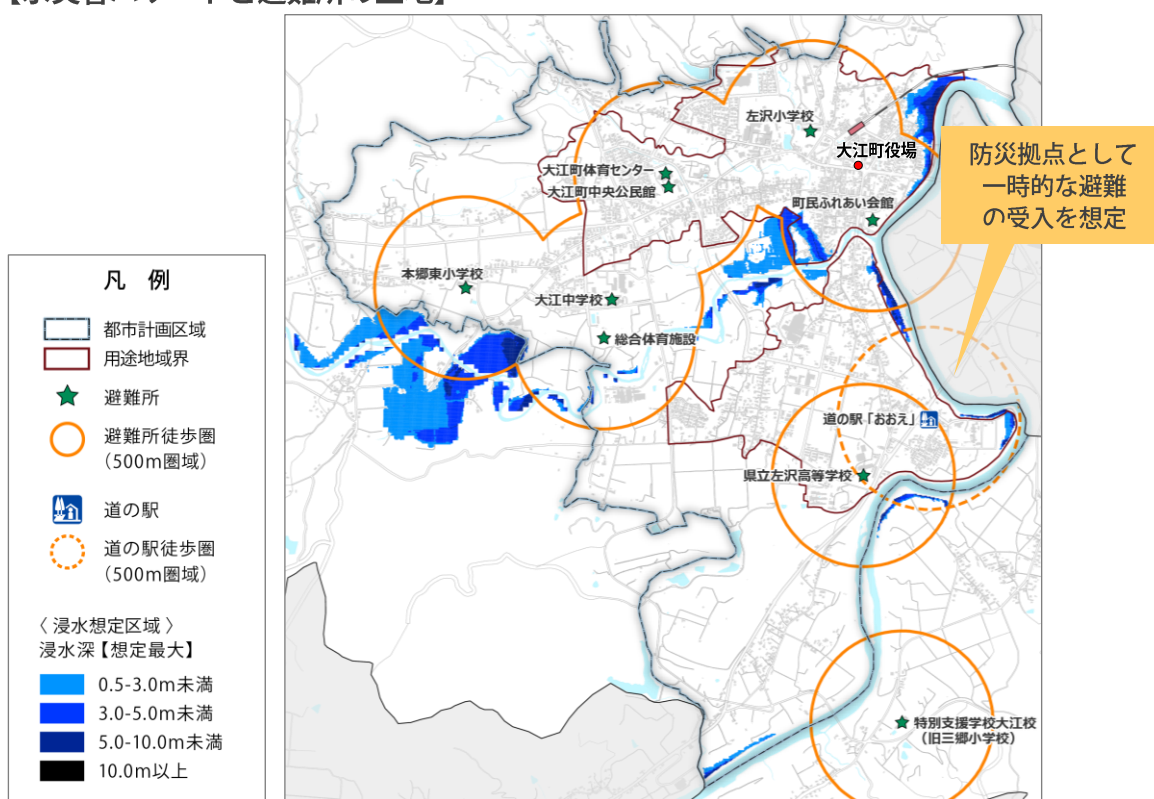 左沢小学校
大江町役場
防災拠点として
一時的な避難
の受入を想定
大江町体育センター
大江町中央公民館
町民ふれあい会館
本郷東小学校
大江中学校
総合体育施設
道の駅「おおえ」
県立左沢高等学校
特別支援学校大江校
(旧三郷小学校)
凡 例
都市計画区域
用途地域界
避難所
避難所徒歩圏
(500m圏域)
道の駅
道の駅徒歩圏
(500m圏域)
〈 浸水想定区域 〉
浸水深【想定最大】
0.5-3.0m未満
3.0-5.0m未満
5.0-10.0m未満
10.0m以上